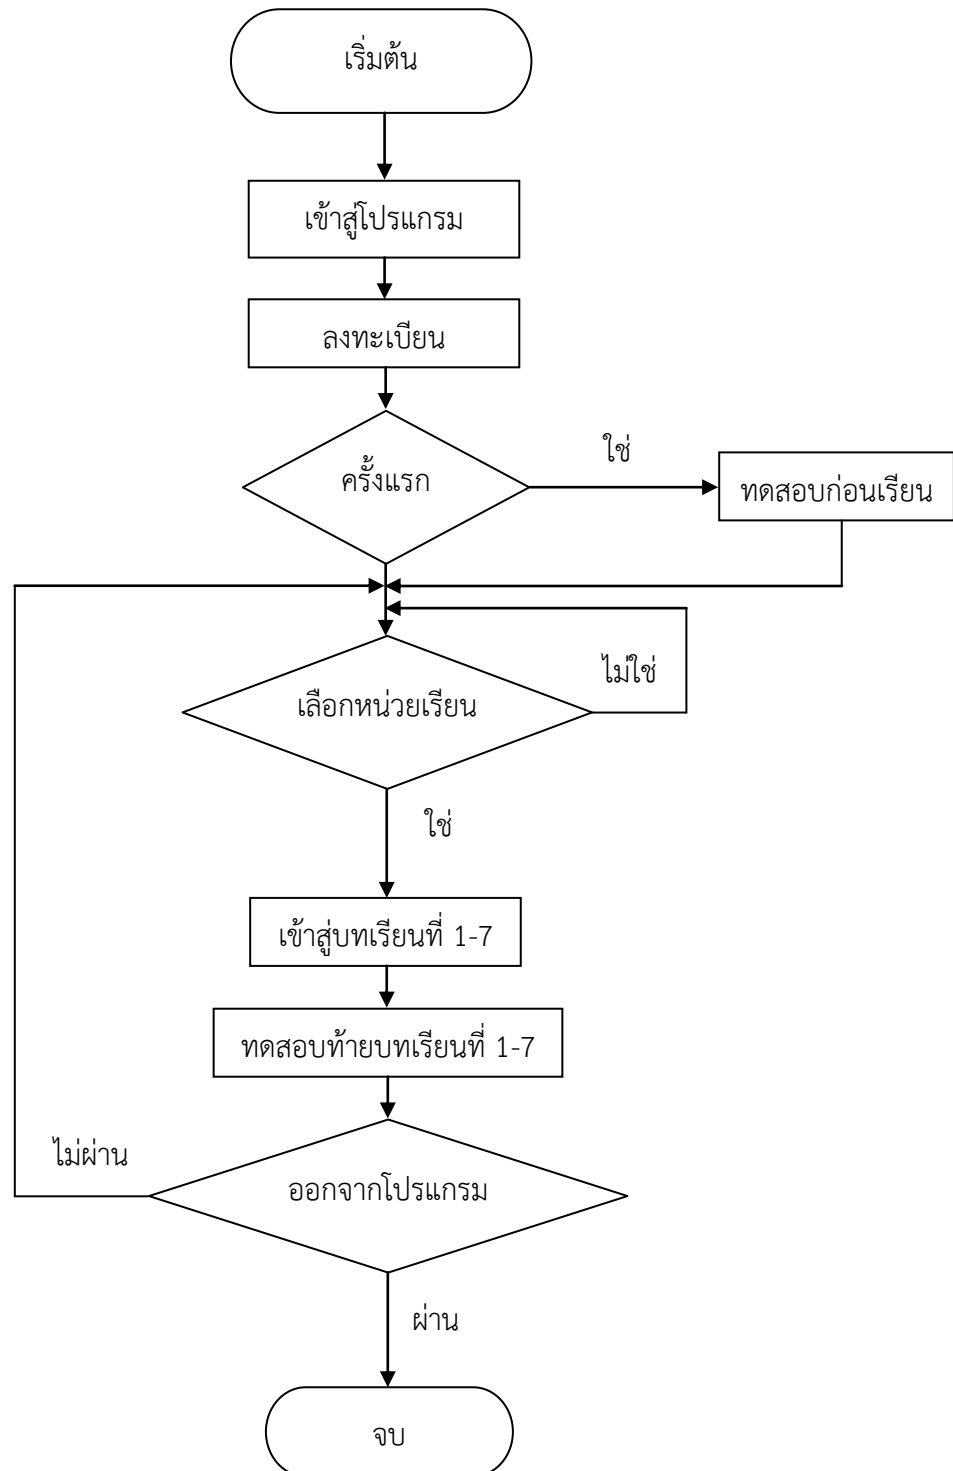 เริ่มต้น
เข้าสู่โปรแกรม
ลงทะเบียน
ครั้งแรก
ใช่
ทดสอบก่อนเรียน
เลือกหน่วยเรียน
ไม่ใช่
ใช่
เข้าสู่บทเรียนที่ 1-7
ทดสอบท้ายบทเรียนที่ 1-7
ไม่ผ่าน
ออกจากโปรแกรม
ผ่าน
จบ